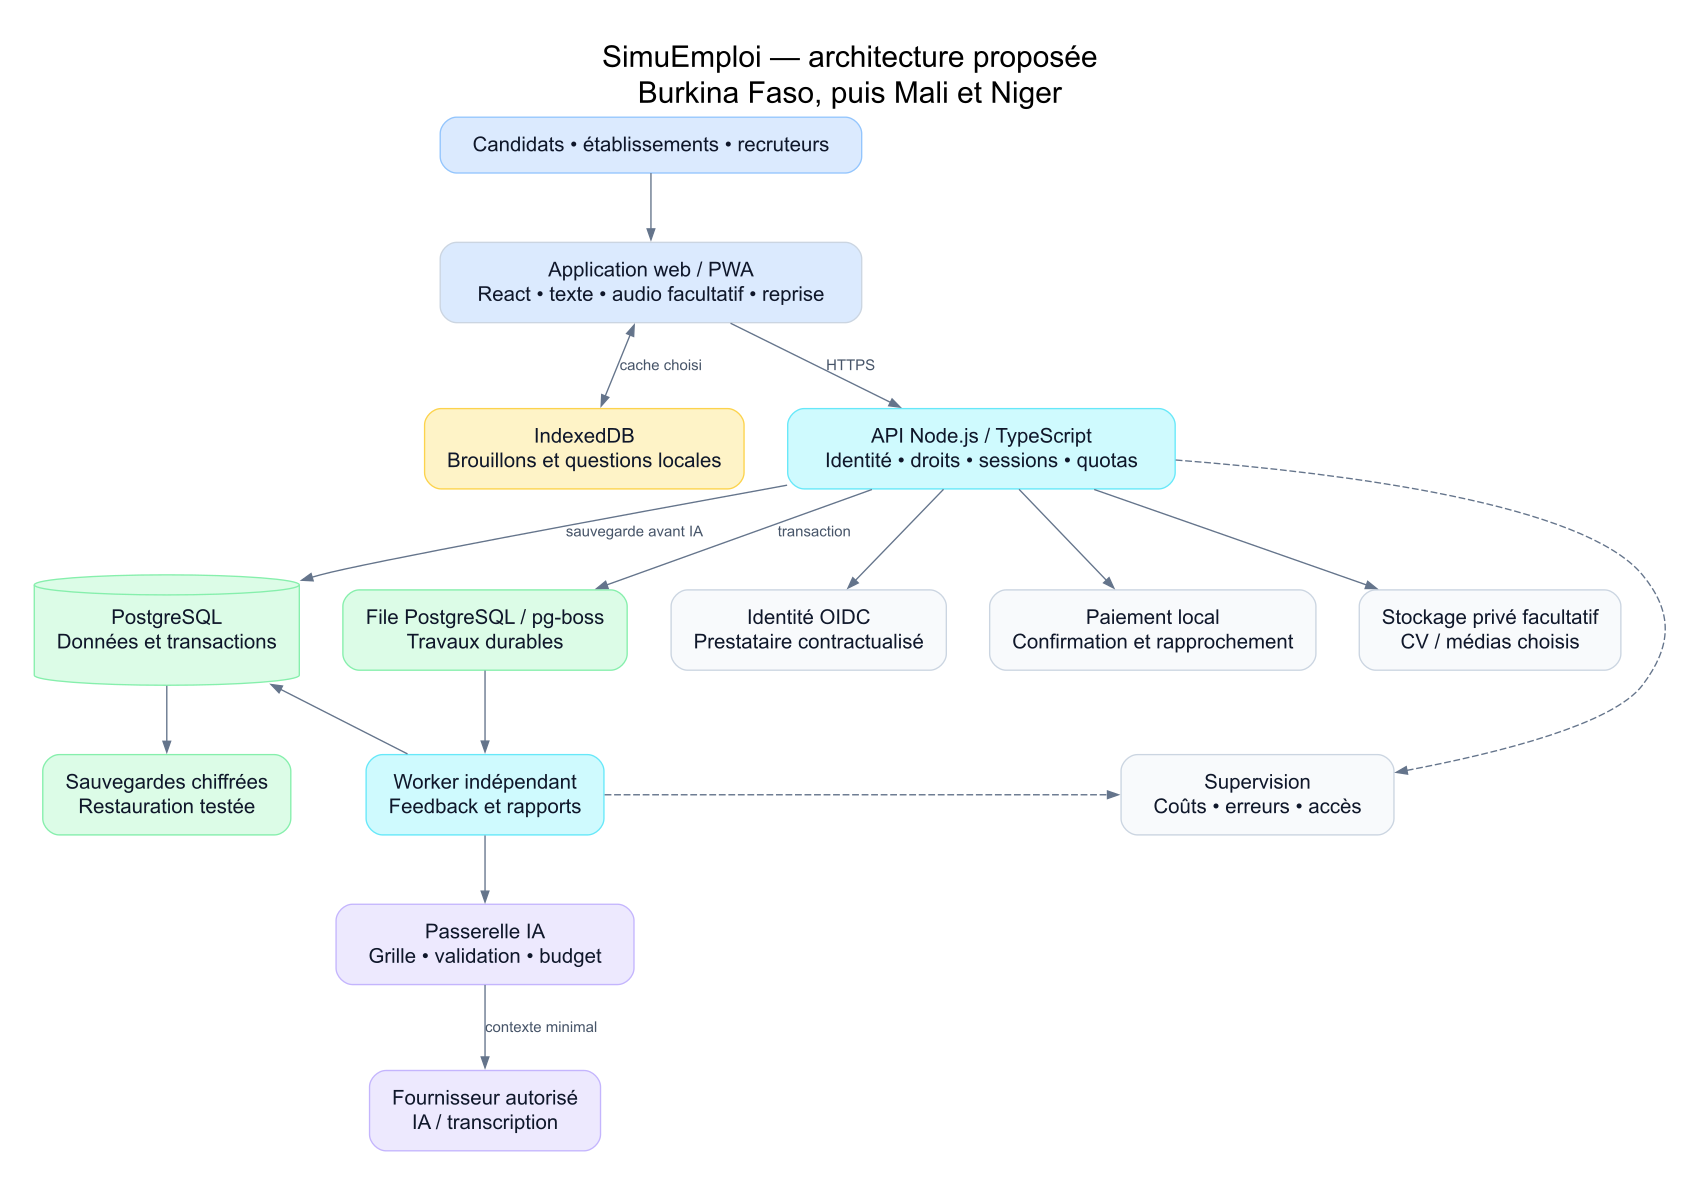 SimuEmploi — architecture proposée
Burkina Faso, puis Mali et Niger
Candidats • établissements • recruteurs
Application web / PWA
React • texte • audio facultatif • reprise
cache choisi
HTTPS
IndexedDB
Brouillons et questions locales
API Node.js / TypeScript
Identité • droits • sessions • quotas
sauvegarde avant IA
transaction
PostgreSQL
Données et transactions
File PostgreSQL / pg-boss
Travaux durables
Identité OIDC
Prestataire contractualisé
Paiement local
Confirmation et rapprochement
Stockage privé facultatif
CV / médias choisis
Sauvegardes chiffrées
Restauration testée
Worker indépendant
Feedback et rapports
Supervision
Coûts • erreurs • accès
Passerelle IA
Grille • validation • budget
contexte minimal
Fournisseur autorisé
IA / transcription